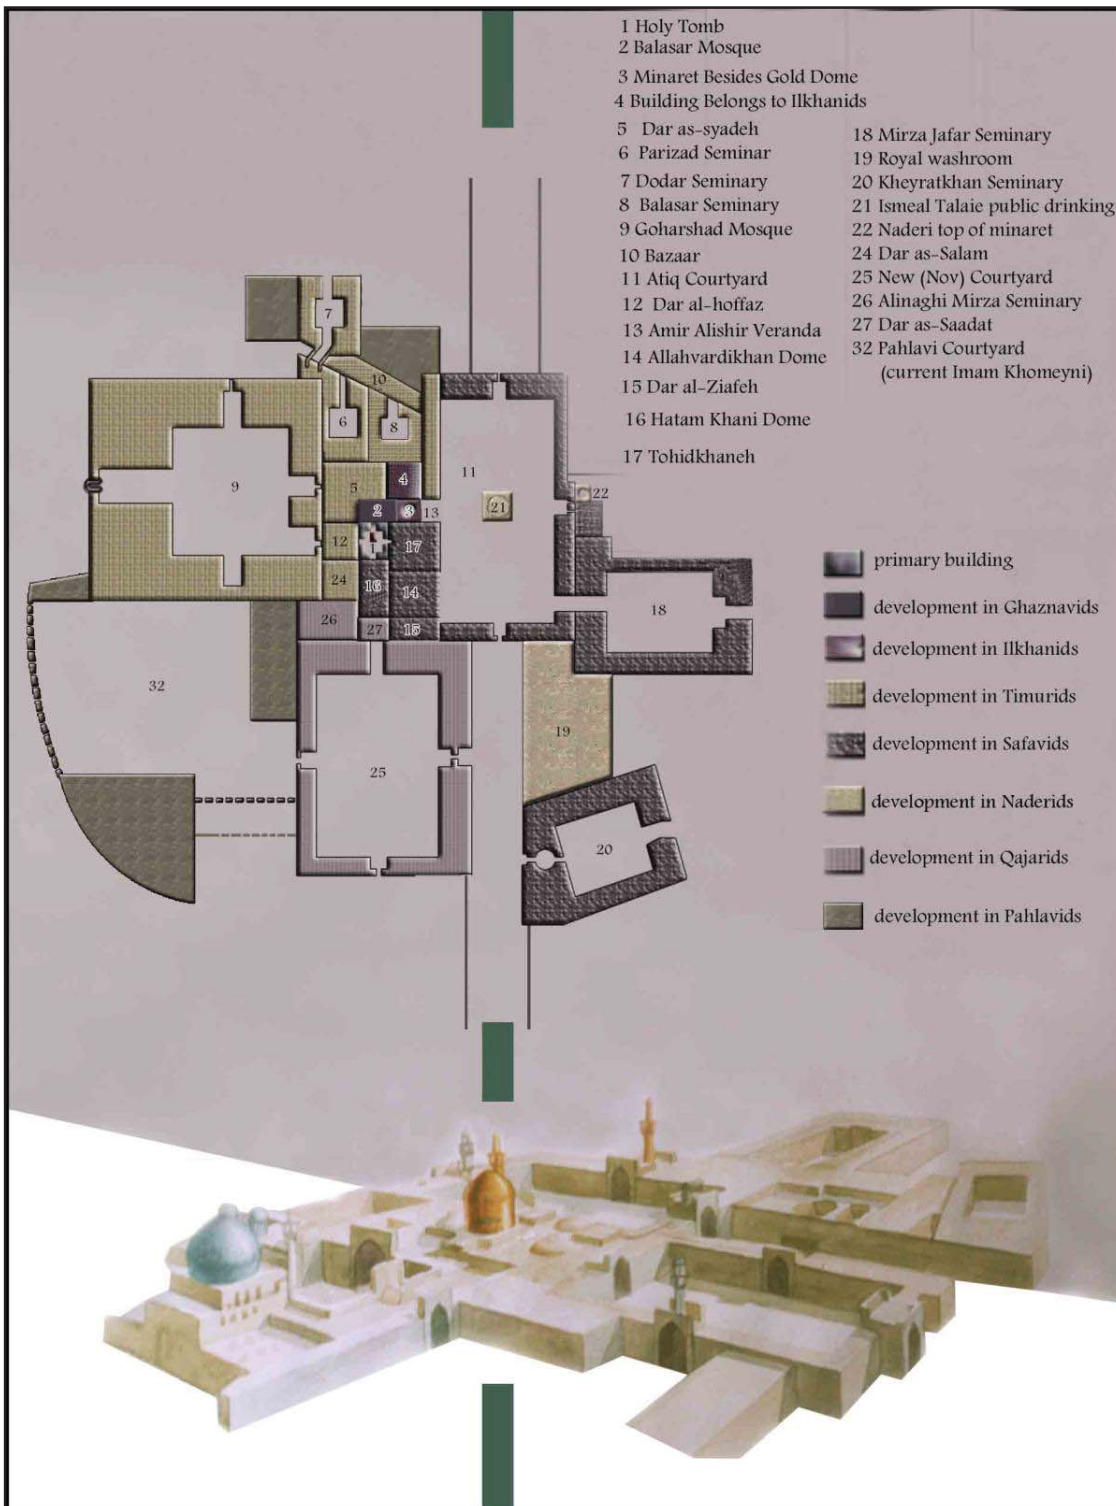 1 Holy Tomb
2 Balasar Mosque
3 Minaret Besides Gold Dome
4 Building Belongs to Ilkhanids
5 Dar as-syadeh
6 Parizad Seminar
7 Dodar Seminary
8 Balasar Seminary
9 Goharshad Mosque
10 Bazaar
11 Atiq Courtyard
12 Dar al-hoffaz
13 Amir Alishir Veranda
14 Allahvardikhan Dome
15 Dar al-Ziafeh
16 Hatam Khani Dome
17 Tohidkhaneh
18 Mirza Jafar Seminary
19 Royal washroom
20 Kheyratkhan Seminary
21 Ismeal Talaie public drinking
22 Naderi top of minaret
24 Dar as-Salam
25 New (Nov) Courtyard
26 Alinaghi Mirza Seminary
27 Dar as-Saadat
32 Pahlavi Courtyard
(current Imam Khomeyni)
7
10
6
8
9
5
4
11
2
3
13
21
22
12
1
17
24
16
14
18
26
27
15
32
19
25
20
primary building
development in Ghaznavids
development in Ilkhanids
development in Timurids
development in Safavids
development in Naderids
development in Qajarids
development in Pahlavids